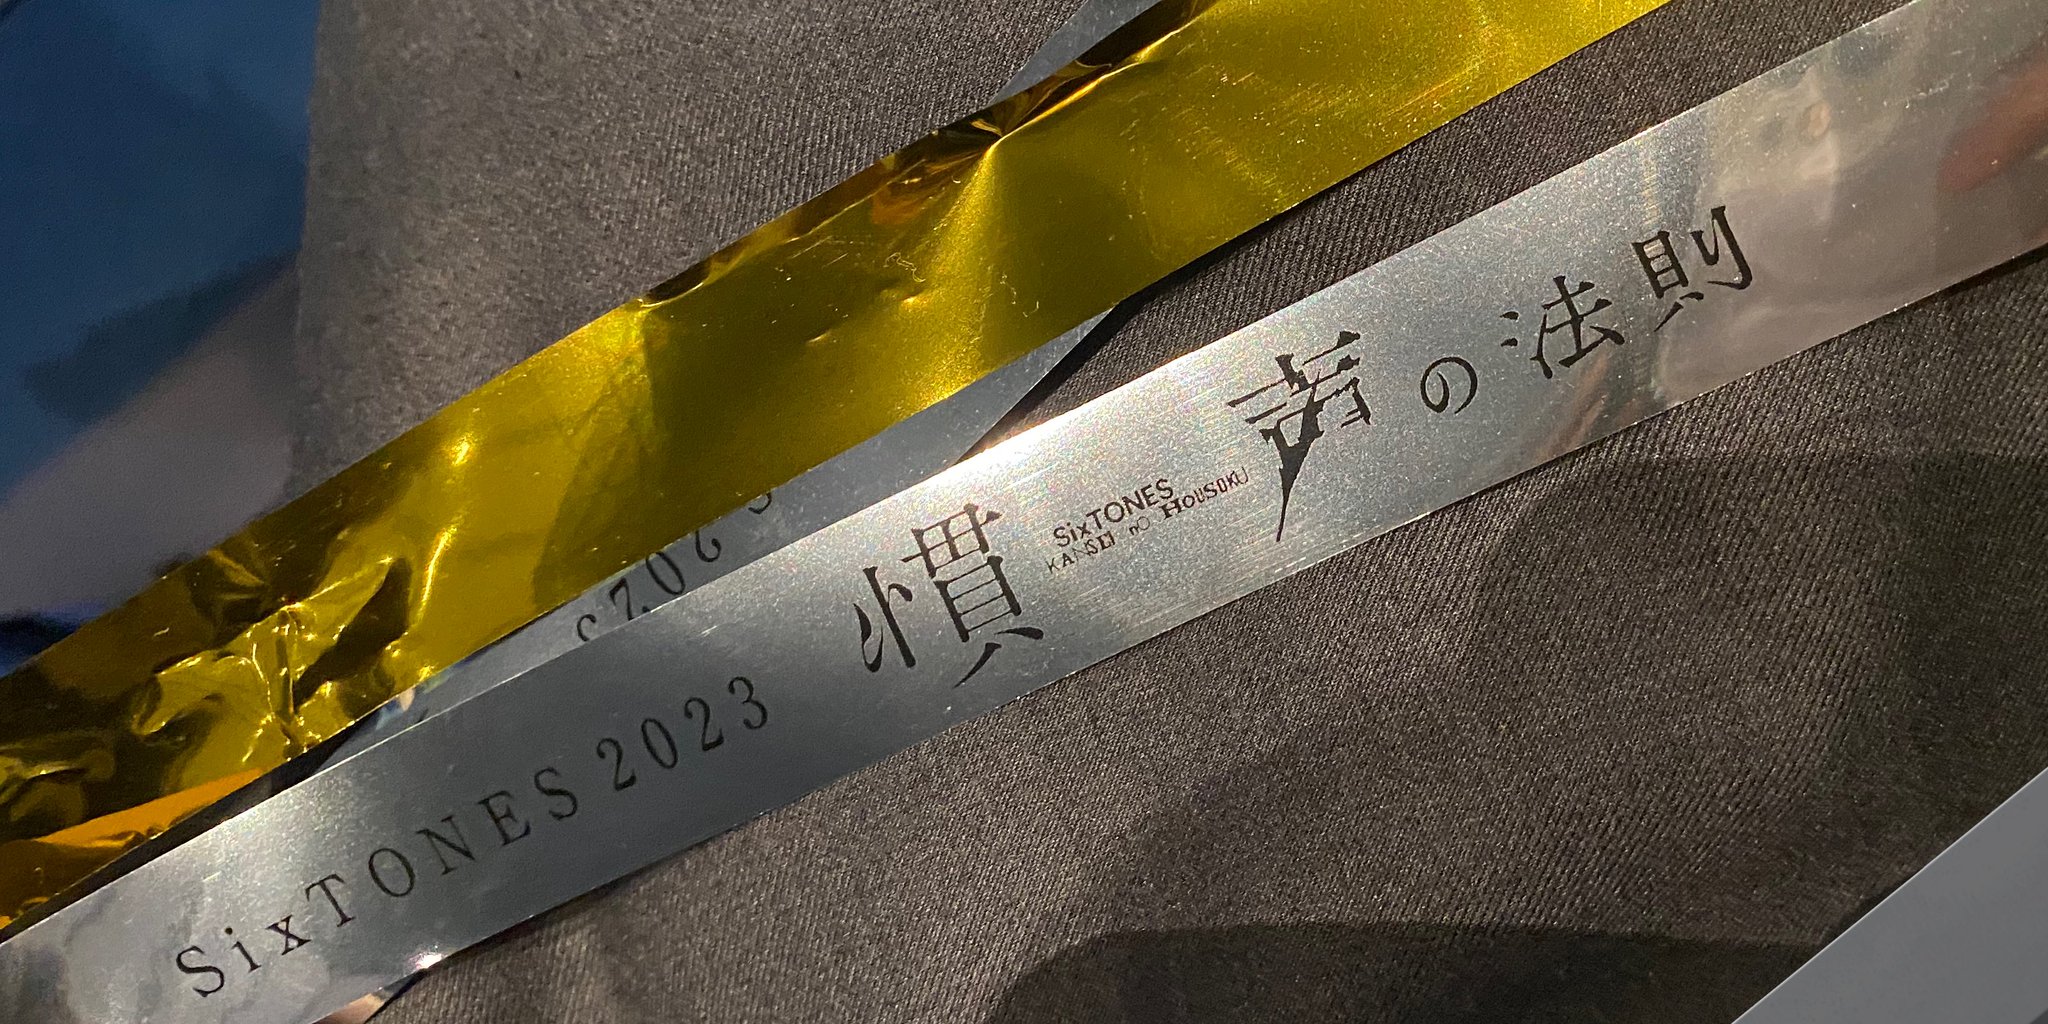 SixTONES 2023 慣声の法則
SixTONES
KANSEI nO HOUSOKU